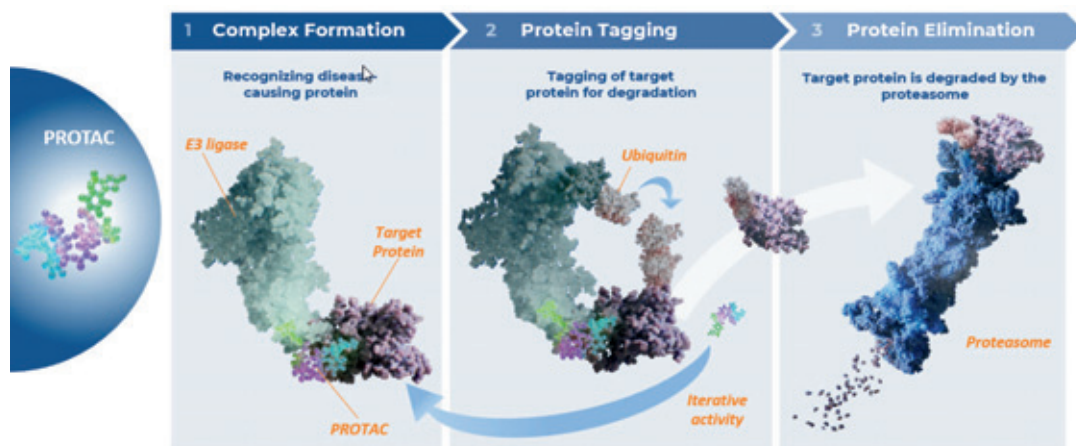 1 Complex Formation
2 Protein Tagging
3 Protein Elimination
Recognizing disease-
causing protein
Tagging of target
protein for degradation
Target protein is degraded by the
proteasome
PROTAC
E3 ligase
Target
Protein
PROTAC
Ubiquitin
Iterative
activity
Proteasome